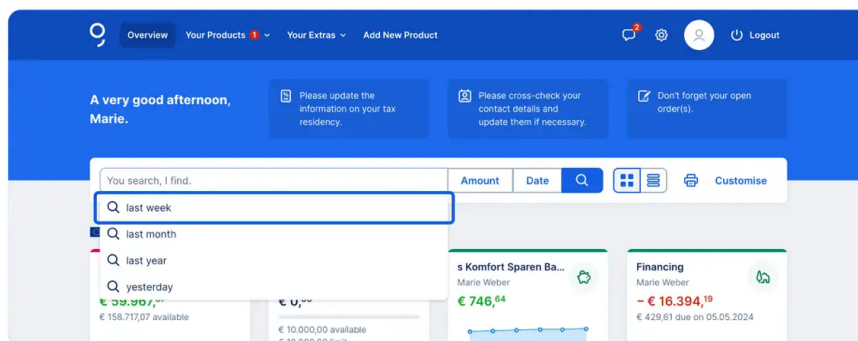 Overview
Your Products 1
Your Extras
Add New Product
2
Logout
A very good afternoon,
Marie.
Please update the
information on your tax
residency.
Please cross-check your
contact details and
update them if necessary.
Don't forget your open
order(s).
You search, I find.
Amount
Date
Customise
last week
last month
last year
yesterday
€ 158.717,07 available
€ 10.000,00 available
s Komfort Sparen Ba...
Marie Weber
€ 746,64
Financing
Marie Weber
− € 16.394,19
€ 429,61 due on 05.05.2024